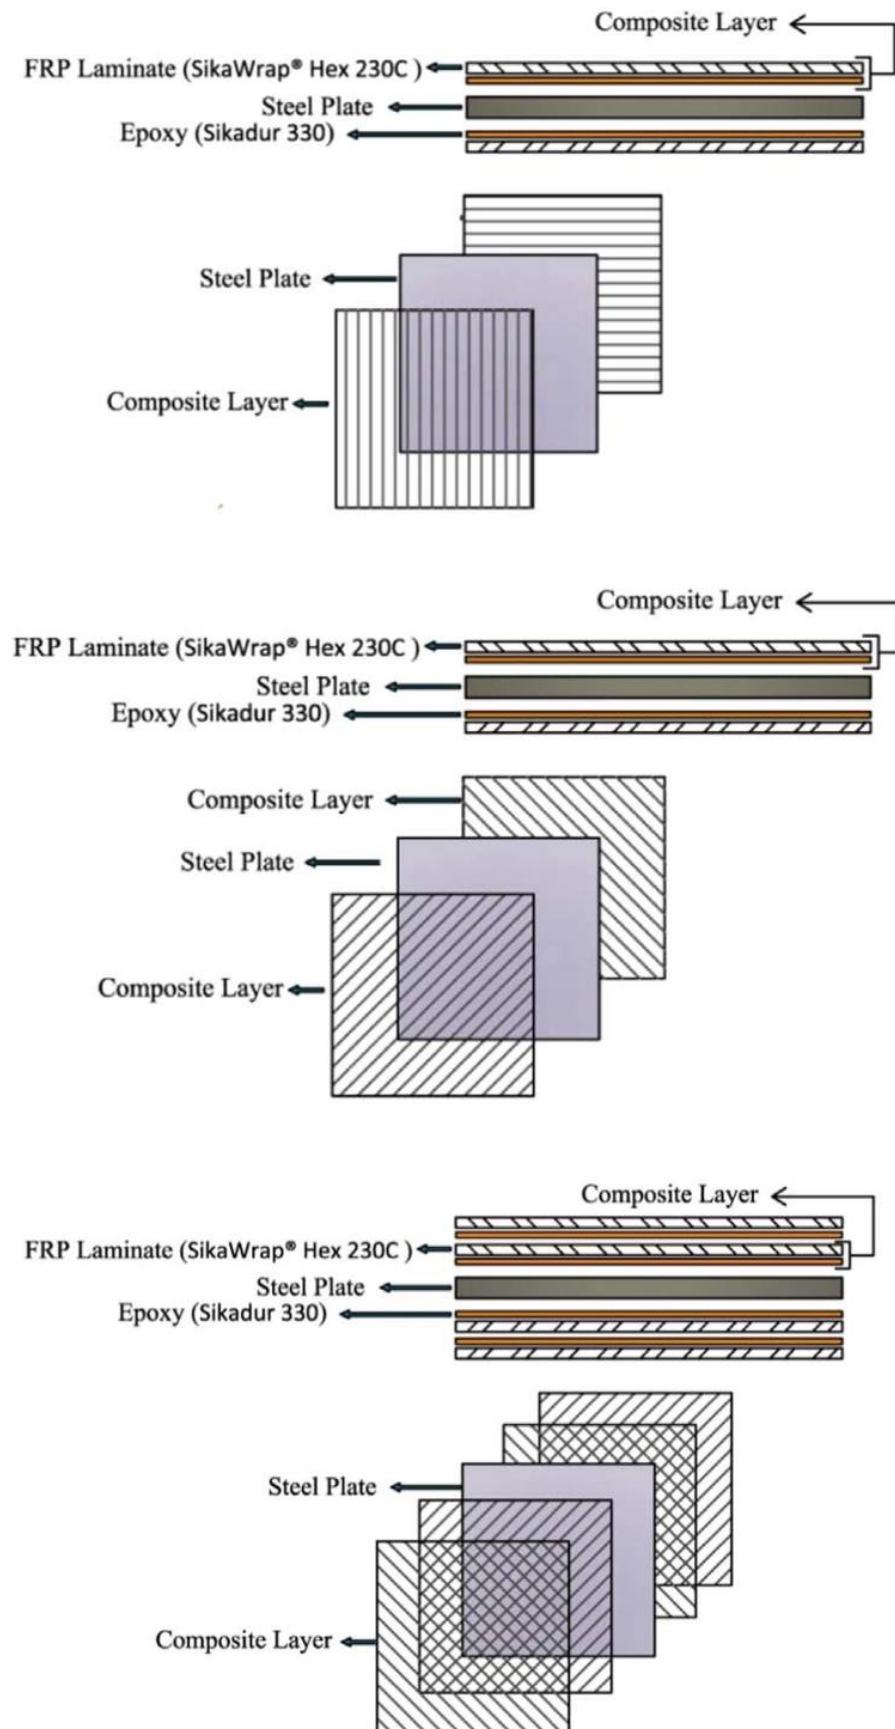 Composite Layer
FRP Laminate (SikaWrap® Hex 230C )
Steel Plate
Epoxy (Sikadur 330)
Steel Plate
Composite Layer
Composite Layer
FRP Laminate (SikaWrap® Hex 230C )
Steel Plate
Epoxy (Sikadur 330)
Composite Layer
Steel Plate
Composite Layer
Composite Layer
FRP Laminate (SikaWrap® Hex 230C )
Steel Plate
Epoxy (Sikadur 330)
Steel Plate
Composite Layer